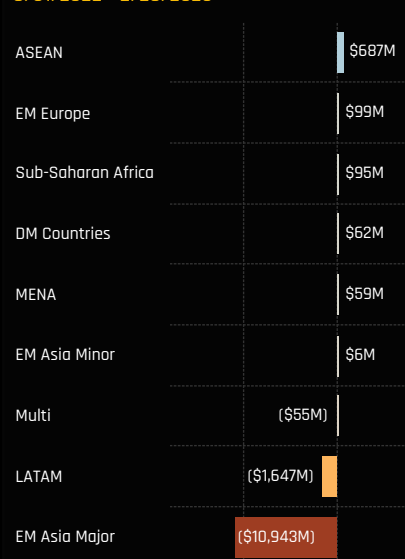 ASEAN $687M
EM Europe $99M
Sub-Saharan Africa $95M
DM Countries $62M
MENA $59M
EM Asia Minor $6M
Multi ($55M)
LATAM ($1,647M)
EM Asia Major ($10,943M)